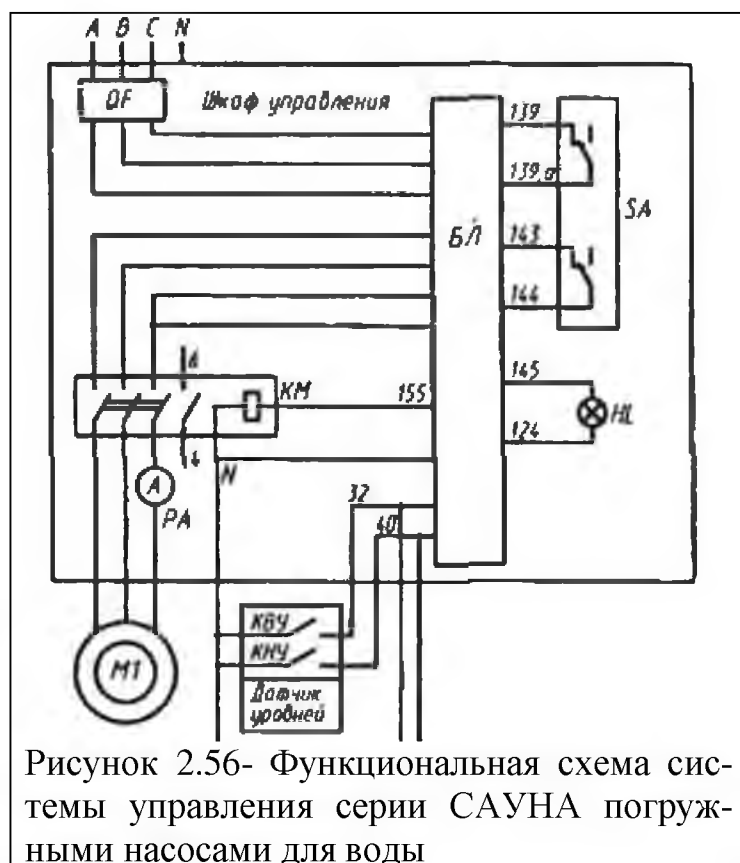 A B C N
QF Шкаф управления
139
139а
SA
БЛ
143
144
KM 155
145
HL
124
N
32
40
A
PA
КВУ
КНУ
M1
Датчик
уровней
Рисунок 2.56- Функциональная схема сис-
темы управления серии САУНА погруж-
ными насосами для воды